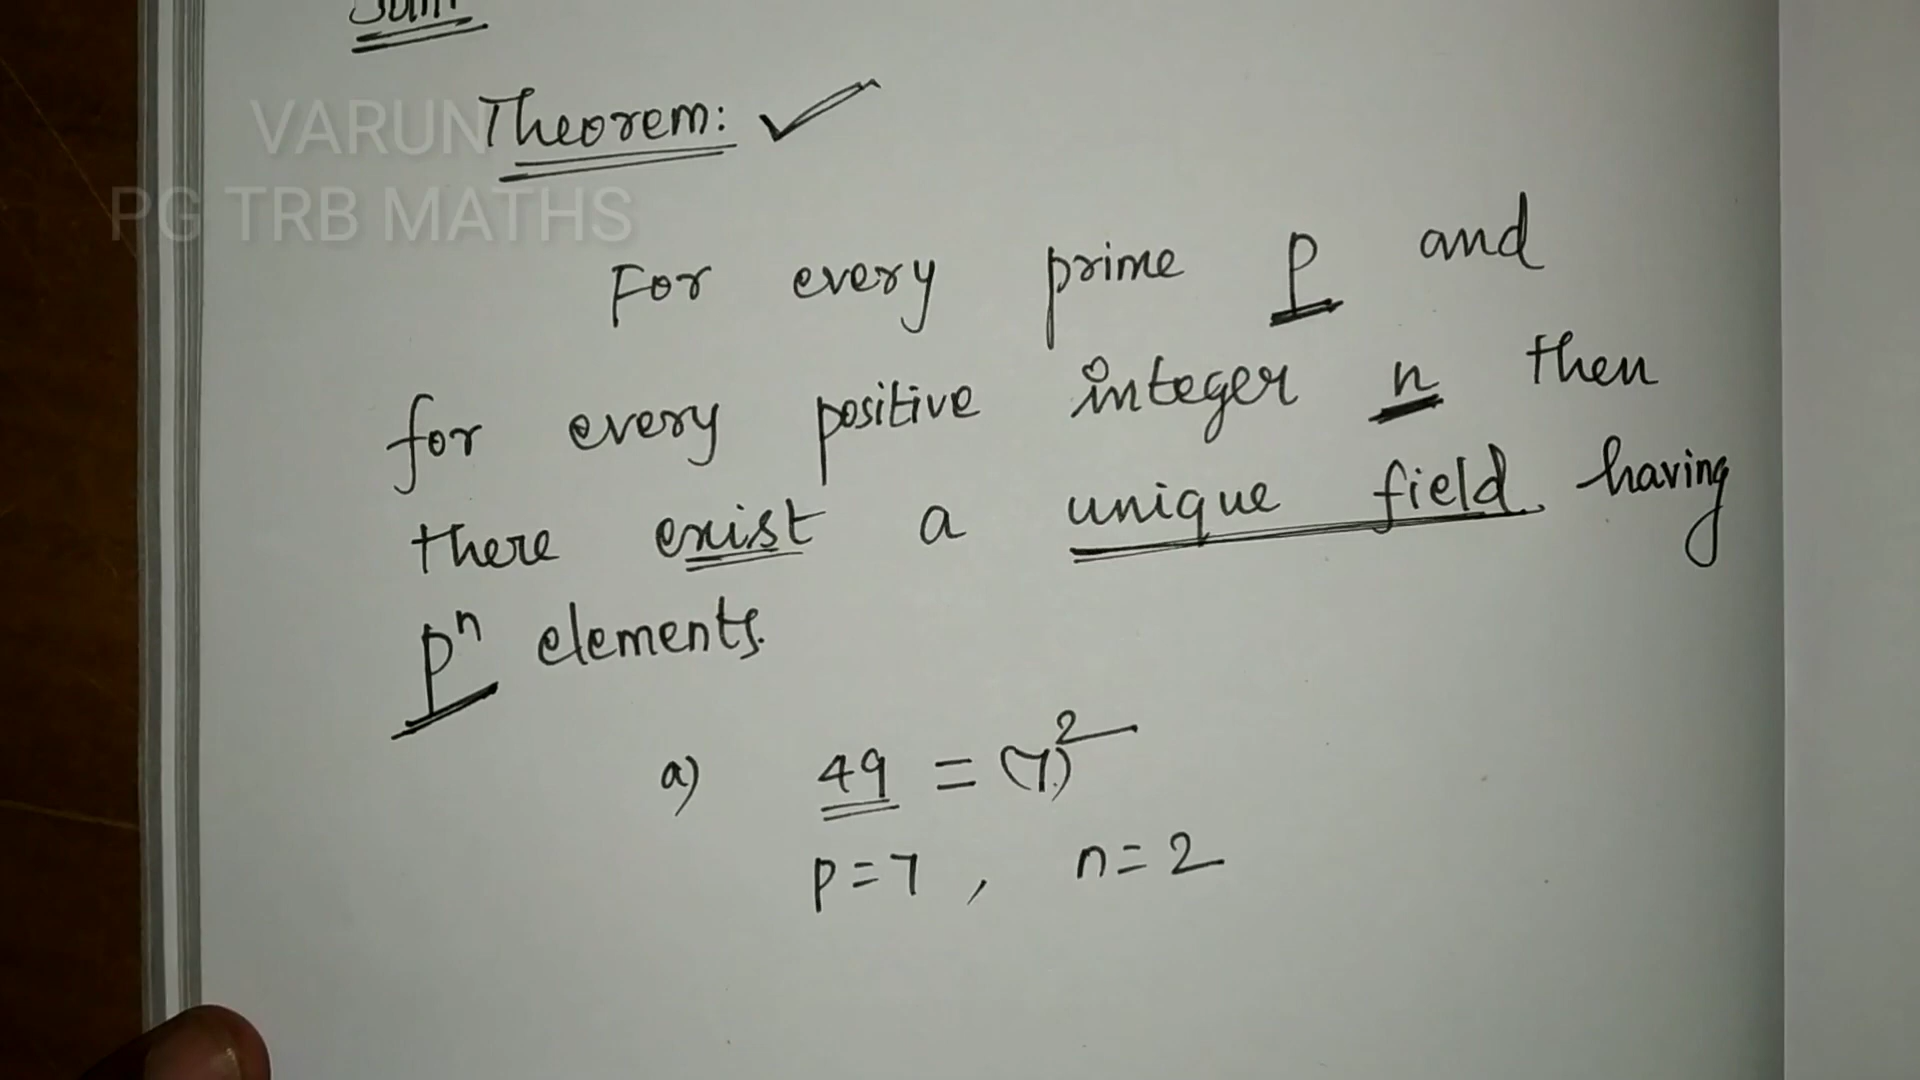 Theorem: ✓
VARUN
PG TRB MATHS
For every prime p and
for every positive integer n then
there exist a unique field having
pⁿ elements.
a) 49 = (7)²
p=7 , n=2